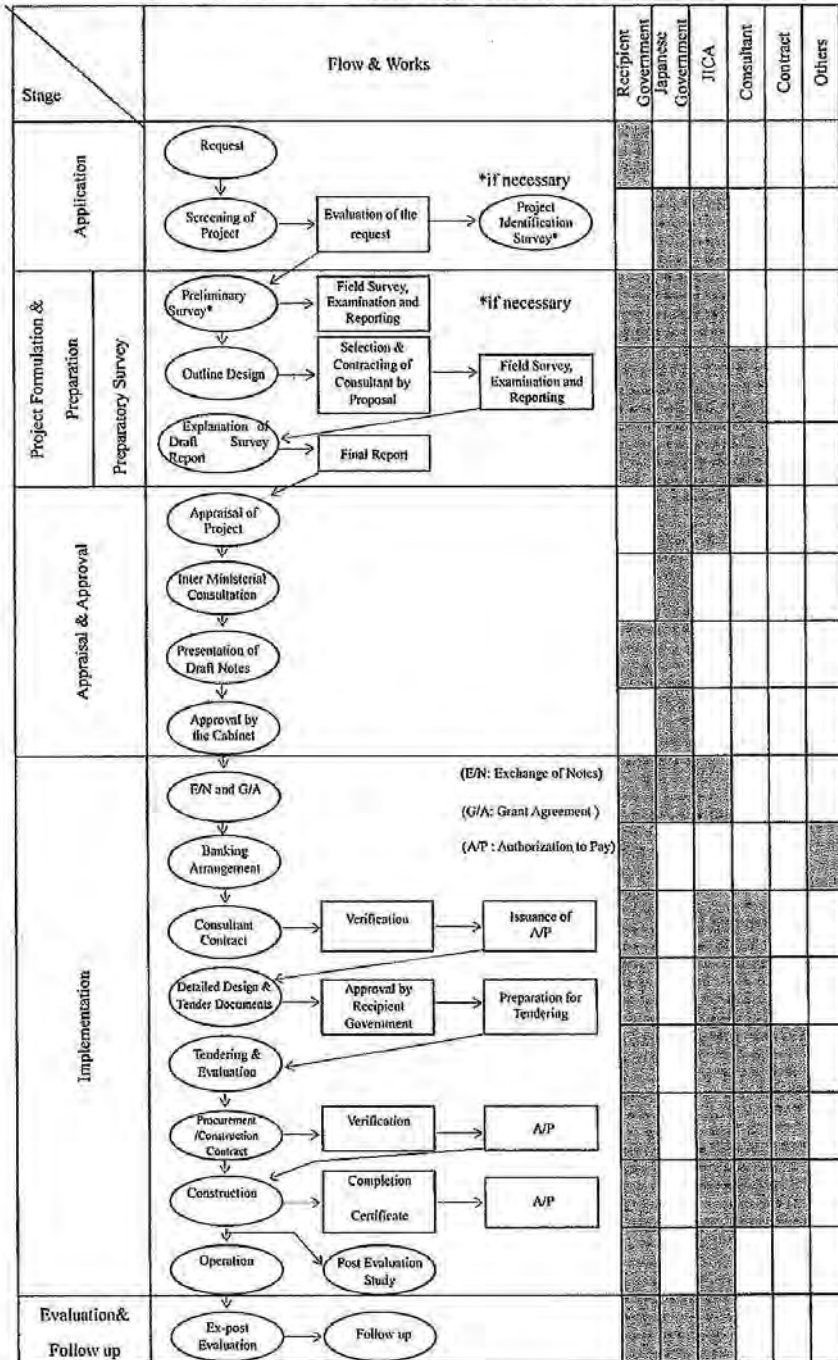 Stage
Flow & Works
Recipient
Government
Japanese
Government
JICA
Consultant
Contract
Others
Application
Request
*if necessary
Screening of
Project
Evaluation of the
request
Project
Identification
Survey*
Project Formulation &
Preparation
Preparatory Survey
Preliminary
Survey*
Field Survey,
Examination and
Reporting
*if necessary
Outline Design
Selection &
Contracting of
Consultant by
Proposal
Field Survey,
Examination and
Reporting
Explanation of
Draft Survey
Report
Final Report
Appraisal & Approval
Appraisal of
Project
Inter Ministerial
Consultation
Presentation of
Draft Notes
Approval by
the Cabinet
Implementation
E/N and G/A
(E/N: Exchange of Notes)
(G/A: Grant Agreement )
(A/P : Authorization to Pay)
Banking
Arrangement
Consultant
Contract
Verification
Issuance of
A/P
Detailed Design &
Tender Documents
Approval by
Recipient
Government
Preparation for
Tendering
Tendering &
Evaluation
Procurement
/Construction
Contract
Verification
A/P
Construction
Completion
Certificate
A/P
Operation
Post Evaluation
Study
Evaluation&
Follow up
Ex-post
Evaluation
Follow up